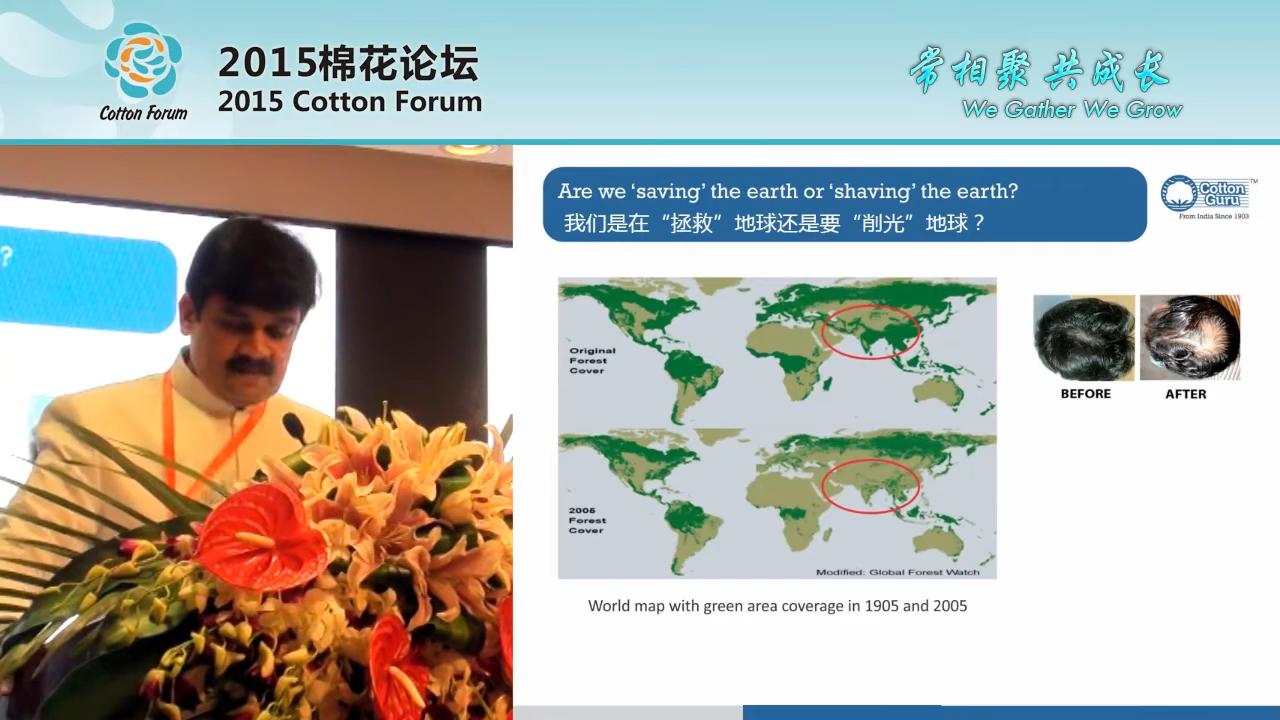 2015棉花论坛
2015 Cotton Forum
Cotton Forum
常相聚 共成长
We Gather We Grow
?
Are we ‘saving’ the earth or ‘shaving’ the earth?
我们是在“拯救”地球还是要“削光”地球？
Cotton
Guru
TM
From India Since 1903
Original
Forest
Cover
BEFORE
AFTER
2005
Forest
Cover
Modified: Global Forest Watch
World map with green area coverage in 1905 and 2005